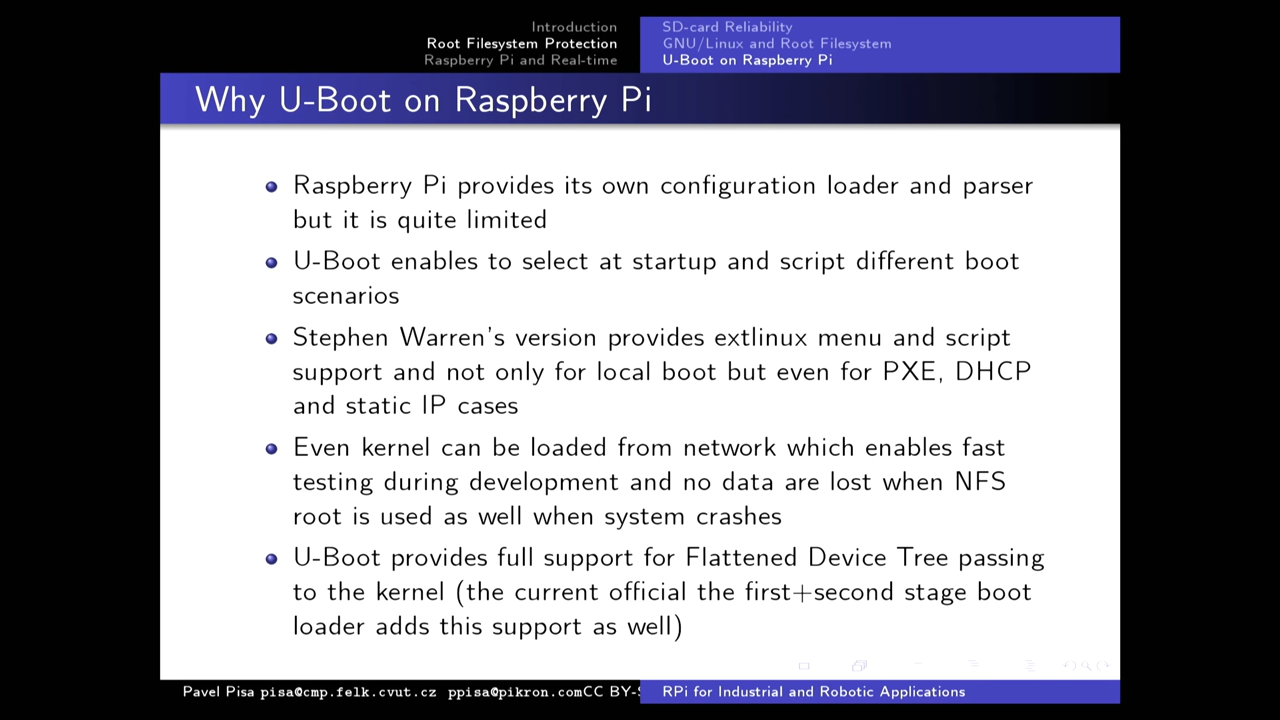 Introduction
Root Filesystem Protection
Raspberry Pi and Real-time
SD-card Reliability
GNU/Linux and Root Filesystem
U-Boot on Raspberry Pi
Why U-Boot on Raspberry Pi
Raspberry Pi provides its own configuration loader and parser
but it is quite limited
U-Boot enables to select at startup and script different boot
scenarios
Stephen Warren's version provides extlinux menu and script
support and not only for local boot but even for PXE, DHCP
and static IP cases
Even kernel can be loaded from network which enables fast
testing during development and no data are lost when NFS
root is used as well when system crashes
U-Boot provides full support for Flattened Device Tree passing
to the kernel (the current official the first+second stage boot
loader adds this support as well)
Pavel Pisa pisa@cmp.felk.cvut.cz ppisa@pikron.comCC BY-S
RPi for Industrial and Robotic Applications